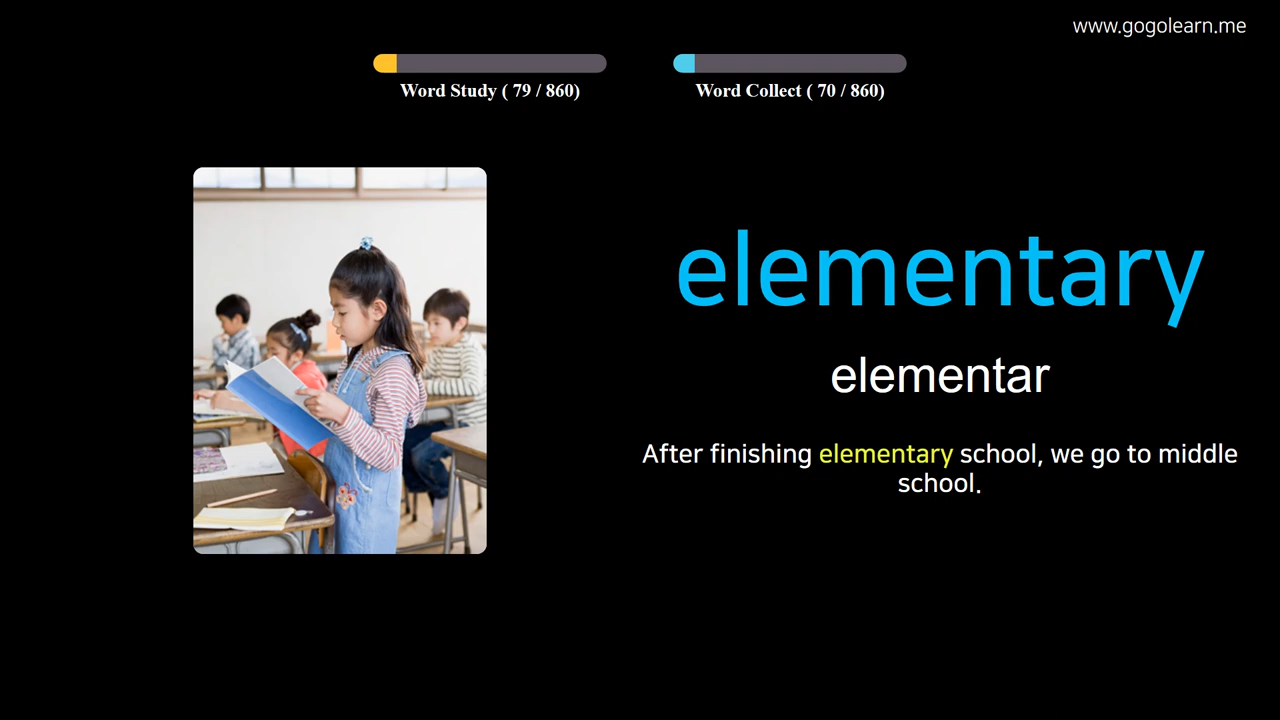 www.gogolearn.me
Word Study ( 79 / 860)
Word Collect ( 70 / 860)
elementary
elementar
After finishing elementary school, we go to middle
school.